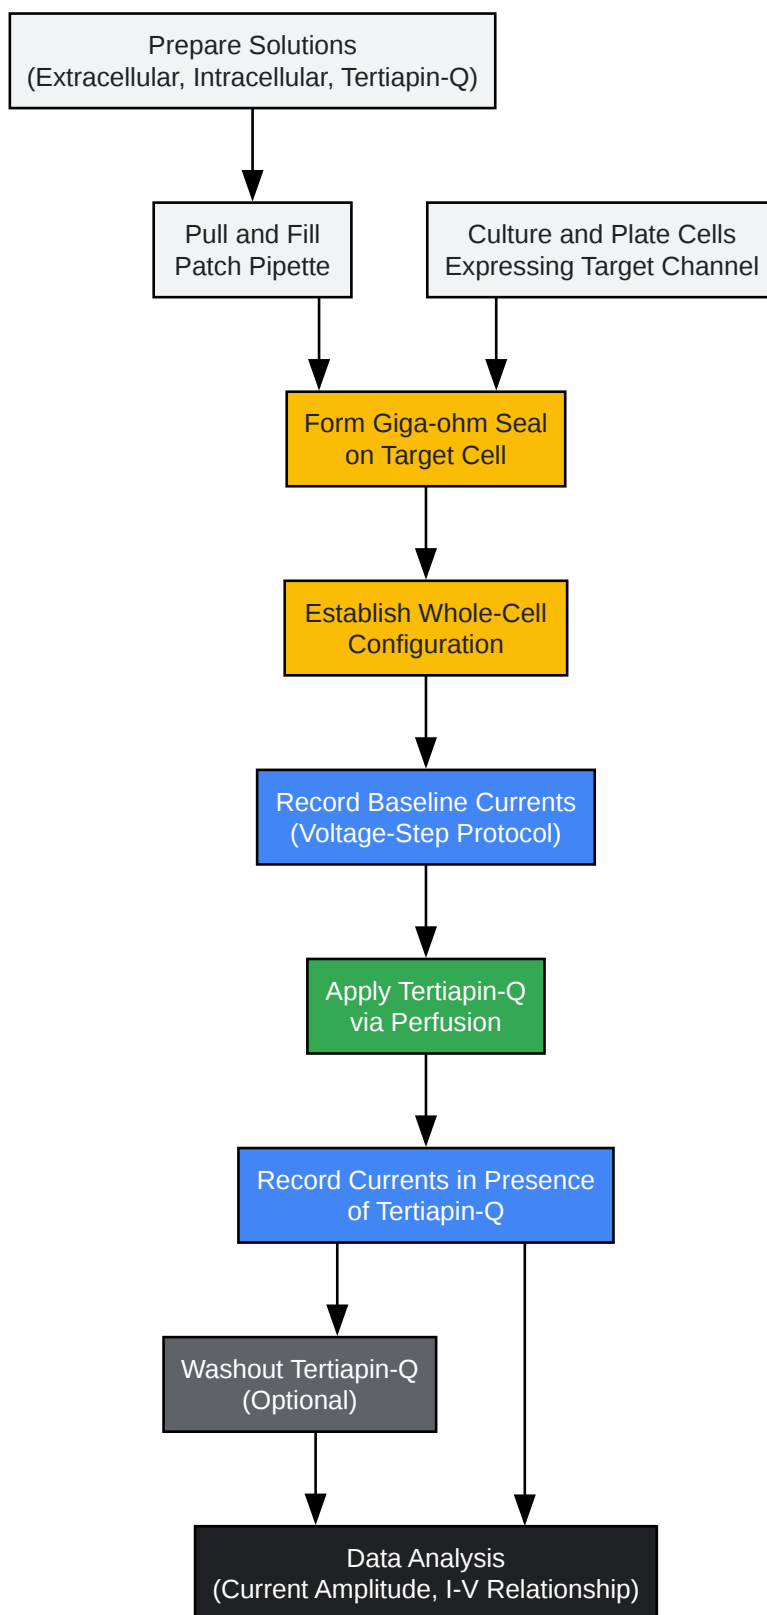 Prepare Solutions
(Extracellular, Intracellular, Tertiapin-Q)
Pull and Fill
Patch Pipette
Culture and Plate Cells
Expressing Target Channel
Form Giga-ohm Seal
on Target Cell
Establish Whole-Cell
Configuration
Record Baseline Currents
(Voltage-Step Protocol)
Apply Tertiapin-Q
via Perfusion
Record Currents in Presence
of Tertiapin-Q
Washout Tertiapin-Q
(Optional)
Data Analysis
(Current Amplitude, I-V Relationship)